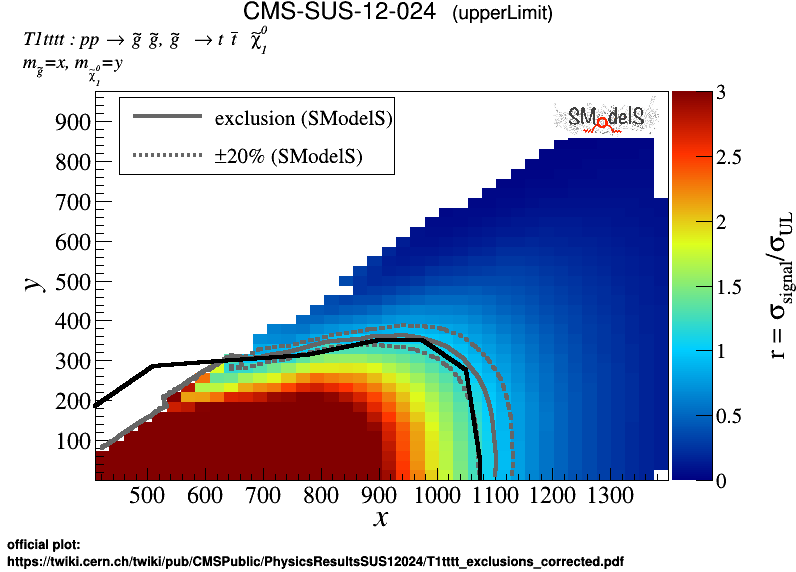 CMS-SUS-12-024 (upperLimit)
T1tttt : pp → g̃ g̃, g̃ → t t̄ χ̃⁰₁
m_g̃=x, m_χ̃⁰₁=y
exclusion (SModelS)
±20% (SModelS)
SModelS
900
800
700
600
500
400
300
200
100
y
500 600 700 800 900 1000 1100 1200 1300
x
3
2.5
2
1.5
1
0.5
0
r = σ_signal/σ_UL
official plot:
https://twiki.cern.ch/twiki/pub/CMSPublic/PhysicsResultsSUS12024/T1tttt_exclusions_corrected.pdf